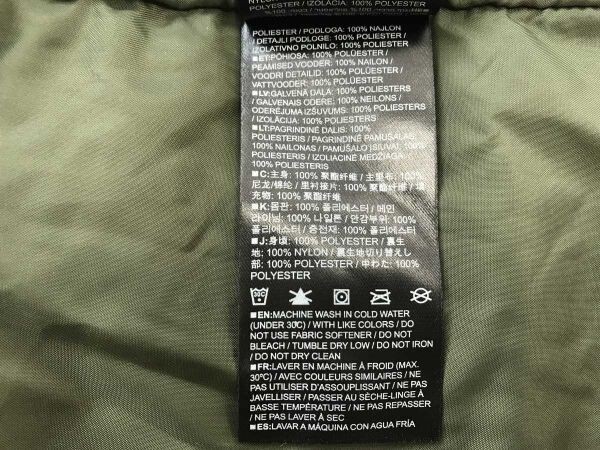 POLYESTER / IZOLACIA: 100%
POLIESTER / PODLOGA: 100% NAJLON
/ DETAJLI PODLOGE: 100% POLIESTER /
IZOLATIVNO POLNILO: 100% POLIESTER
■ET:PÕHIOSA: 100% POLÜESTER /
PEAMISED VOODER: 100% NAILON /
VOODRI DETAILID: 100% POLÜESTER /
VATTVOODER: 100% POLÜESTER
■LV:GALVENĀ DAĻA: 100% POLIESTERS
/ GALVENAIS ODERE: 100% NEILONS /
ODERĒJUMA IZŠUVUMS: 100% POLIESTERS
/ IZOLĀCIJA: 100% POLIESTERS
■LT:PAGRINDINĖ DALIS: 100%
POLIESTERIS / PAGRINDINĖ PAMUŠALAS:
100% NAILONAS / PAMUŠALO ĮSIUVAI: 100%
POLIESTERIS / IZOLIACINĖ MEDŽIAGA:
100% POLIESTERIS
■C:主身: 100% 聚酯纤维 / 主里布: 100%
尼龙/锦纶 / 里衬接片: 100% 聚酯纤维 / 填
充物: 100% 聚酯纤维
■K:몸판: 100% 폴리에스터 / 메인
라이닝: 100% 나일론 / 안감부위: 100%
폴리에스터 / 충전재: 100% 폴리에스터
■J:身頃: 100% POLYESTER / 裏生
地: 100% NYLON / 裏生地切り替え
部: 100% POLYESTER / 中わた: 100%
POLYESTER
30C
■EN:MACHINE WASH IN COLD WATER
(UNDER 30C) / WITH LIKE COLORS / DO
NOT USE FABRIC SOFTENER / DO NOT
BLEACH / TUMBLE DRY LOW / DO NOT IRON /
DO NOT DRY CLEAN
■FR:LAVER EN MACHINE À FROID (MAX.
30ºC) / AVEC COULEURS SIMILAIRES / NE
PAS UTILISER D'ASSOUPLISSANT / NE PAS
JAVELLISER / PASSER AU SÈCHE-LINGE À
BASSE TEMPÉRATURE / NE PAS REPASSER /
NE PAS LAVER À SEC
■ES:LAVAR A MÁQUINA CON AGUA FRÍA